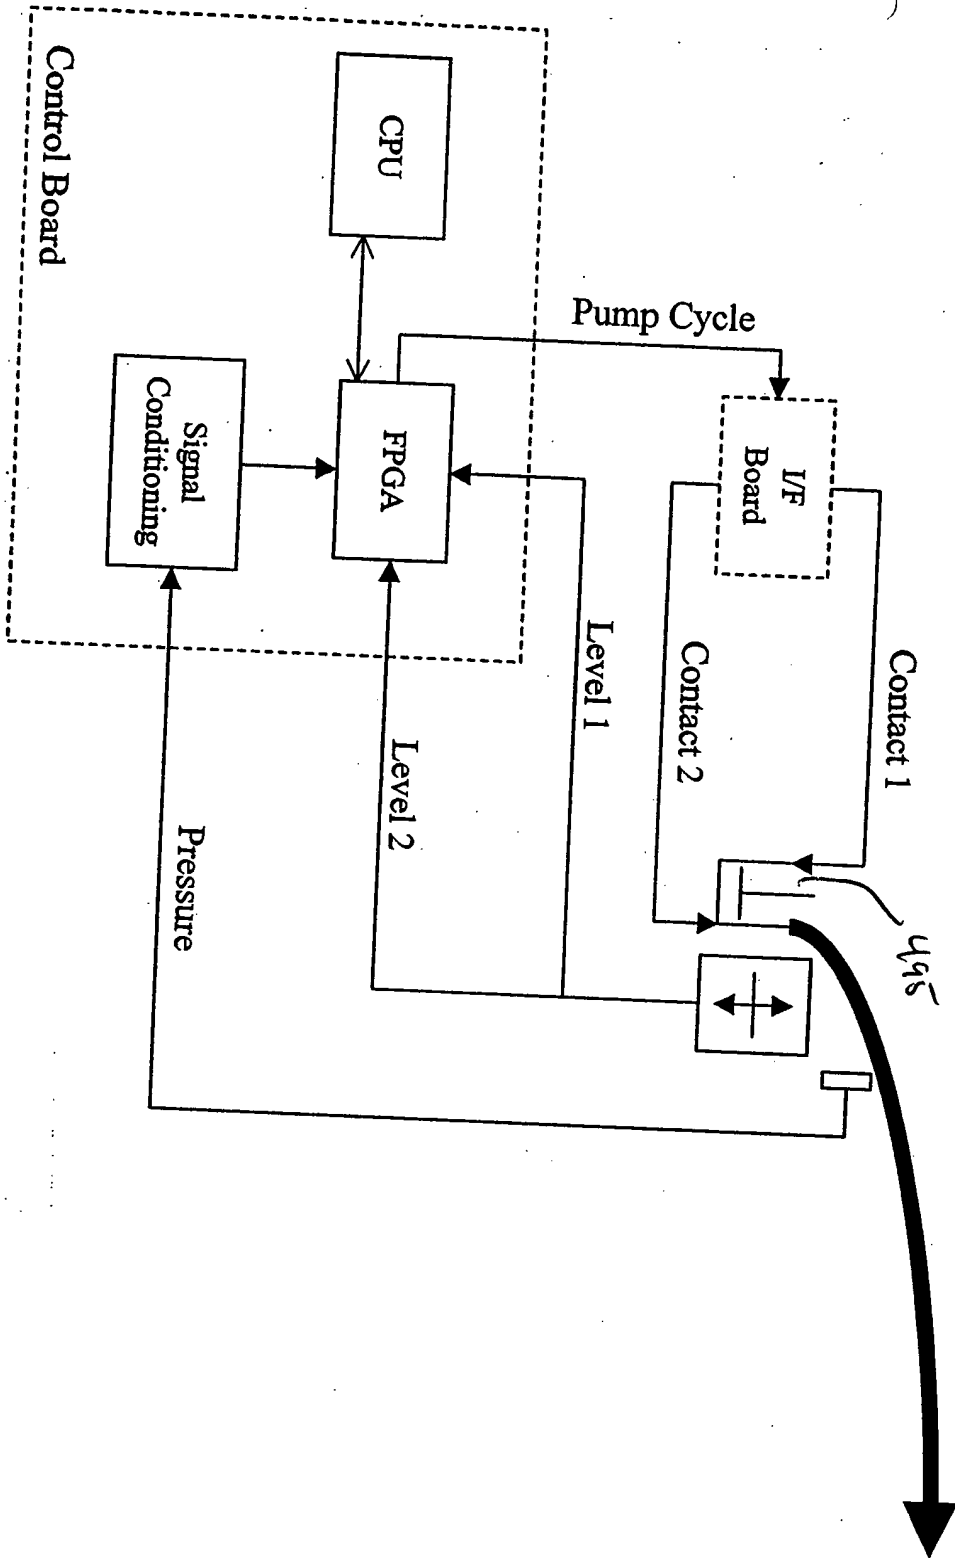 Control Board
CPU
FPGA
Signal
Conditioning
Pump Cycle
I/F
Board
Contact 1
Contact 2
Level 1
Level 2
Pressure
495